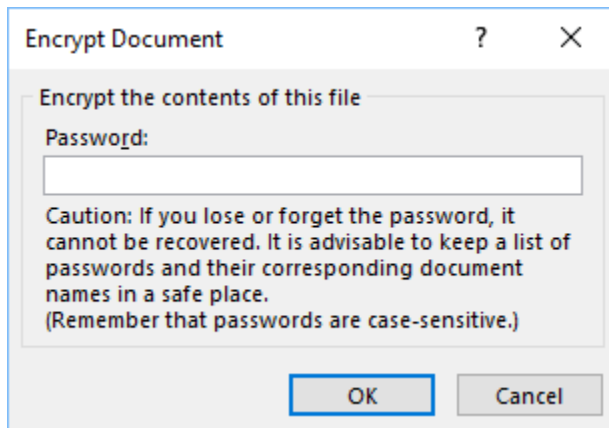 Encrypt Document
?
Encrypt the contents of this file
Password:
Caution: If you lose or forget the password, it
cannot be recovered. It is advisable to keep a list of
passwords and their corresponding document
names in a safe place.
(Remember that passwords are case-sensitive.)
OK
Cancel